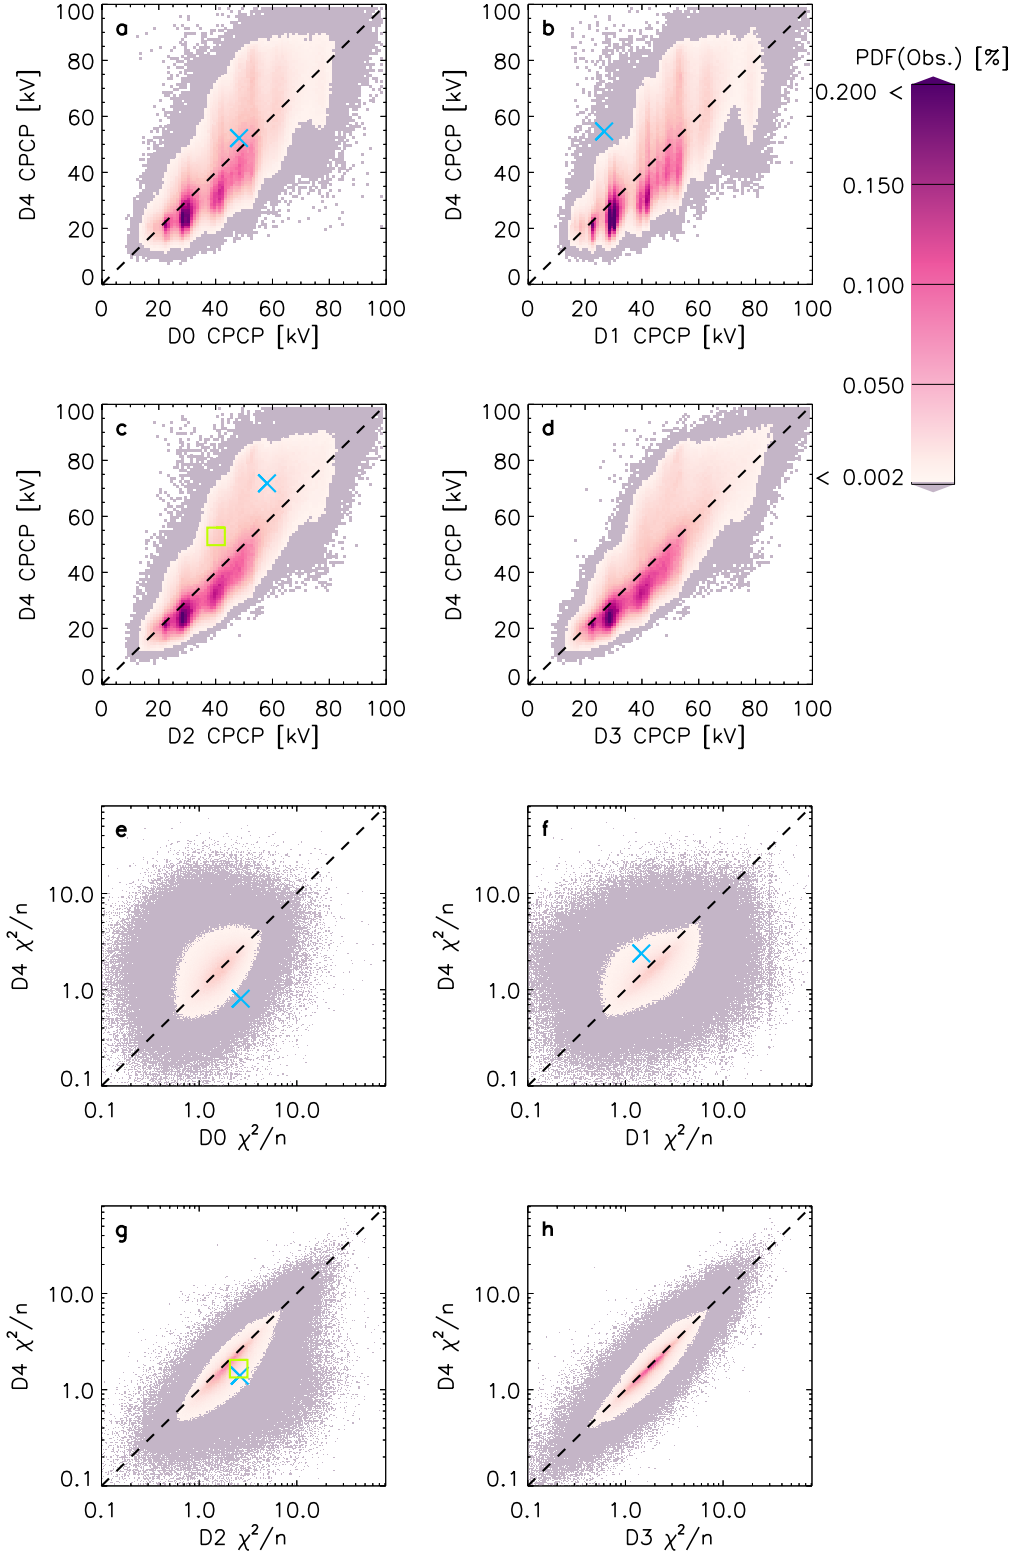 a
100
80
60
40
20
0
D4 CPCP [kV]
0 20 40 60 80 100
D0 CPCP [kV]
b
100
80
60
40
20
0
D4 CPCP [kV]
0 20 40 60 80 100
D1 CPCP [kV]
PDF(Obs.) [%]
0.200 <
0.150
0.100
0.050
< 0.002
c
100
80
60
40
20
0
D4 CPCP [kV]
0 20 40 60 80 100
D2 CPCP [kV]
d
100
80
60
40
20
0
D4 CPCP [kV]
0 20 40 60 80 100
D3 CPCP [kV]
e
10.0
1.0
0.1
D4 χ²/n
0.1 1.0 10.0
D0 χ²/n
f
10.0
1.0
0.1
D4 χ²/n
0.1 1.0 10.0
D1 χ²/n
g
10.0
1.0
0.1
D4 χ²/n
0.1 1.0 10.0
D2 χ²/n
h
10.0
1.0
0.1
D4 χ²/n
0.1 1.0 10.0
D3 χ²/n